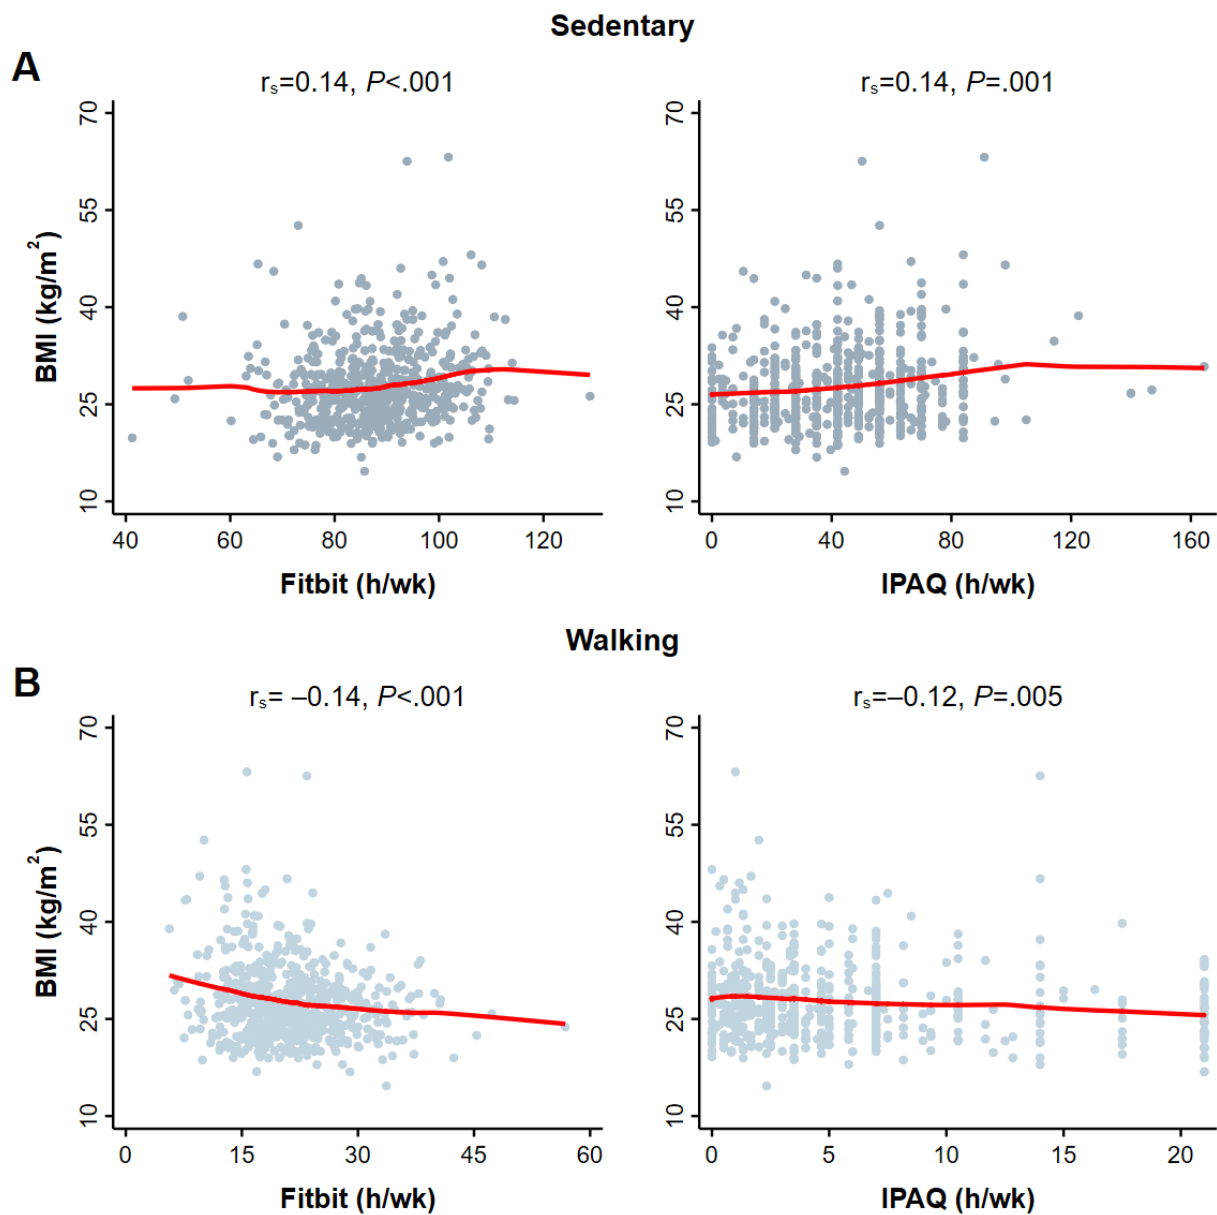 Sedentary
A
rₛ=0.14, P<.001
rₛ=0.14, P=.001
BMI (kg/m²)
70
55
40
25
10
70
55
40
25
10
40 60 80 100 120
0 40 80 120 160
Fitbit (h/wk)
IPAQ (h/wk)
Walking
B
rₛ= –0.14, P<.001
rₛ=–0.12, P=.005
BMI (kg/m²)
70
55
40
25
10
70
55
40
25
10
0 15 30 45 60
0 5 10 15 20
Fitbit (h/wk)
IPAQ (h/wk)